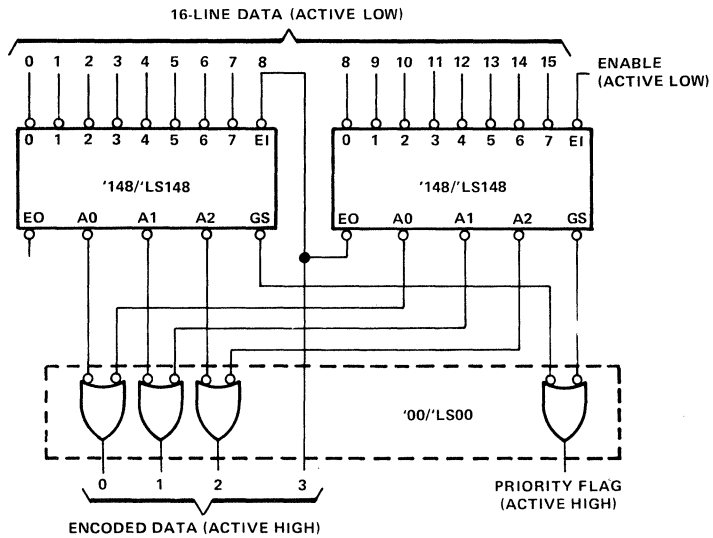 16-LINE DATA (ACTIVE LOW)
0 1 2 3 4 5 6 7 8 8 9 10 11 12 13 14 15
ENABLE
(ACTIVE LOW)
0 1 2 3 4 5 6 7 EI 0 1 2 3 4 5 6 7 EI
'148/'LS148 '148/'LS148
EO A0 A1 A2 GS EO A0 A1 A2 GS
'00/'LS00
0 1 2 3
PRIORITY FLAG
(ACTIVE HIGH)
ENCODED DATA (ACTIVE HIGH)